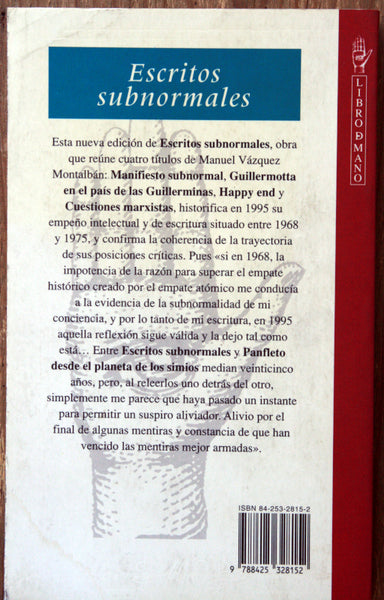 Escritos
subnormales
LIBRO DE MANO
Esta nueva edición de Escritos subnormales, obra
que reúne cuatro títulos de Manuel Vázquez
Montalbán: Manifiesto subnormal, Guillermotta
en el país de las Guillerminas, Happy end y
Cuestiones marxistas, historifica en 1995 su
empeño intelectual y de escritura situado entre 1968
y 1975, y confirma la coherencia de la trayectoria
de sus posiciones críticas. Pues «si en 1968, la
impotencia de la razón para superar el empate
histórico creado por el empate atómico me conducía
a la evidencia de la subnormalidad de mi
conciencia, y por lo tanto de mi escritura, en 1995
aquella reflexión sigue válida y la dejo tal como
está... Entre Escritos subnormales y Panfleto
desde el planeta de los simios median veinticinco
años, pero, al releerlos uno detrás del otro,
simplemente me parece que haya pasado un instante
para permitir un suspiro aliviador. Alivio por el
final de algunas mentiras y constancia de que han
vencido las mentiras mejor armadas».
ISBN 84-253-2815-2
9 788425 328152